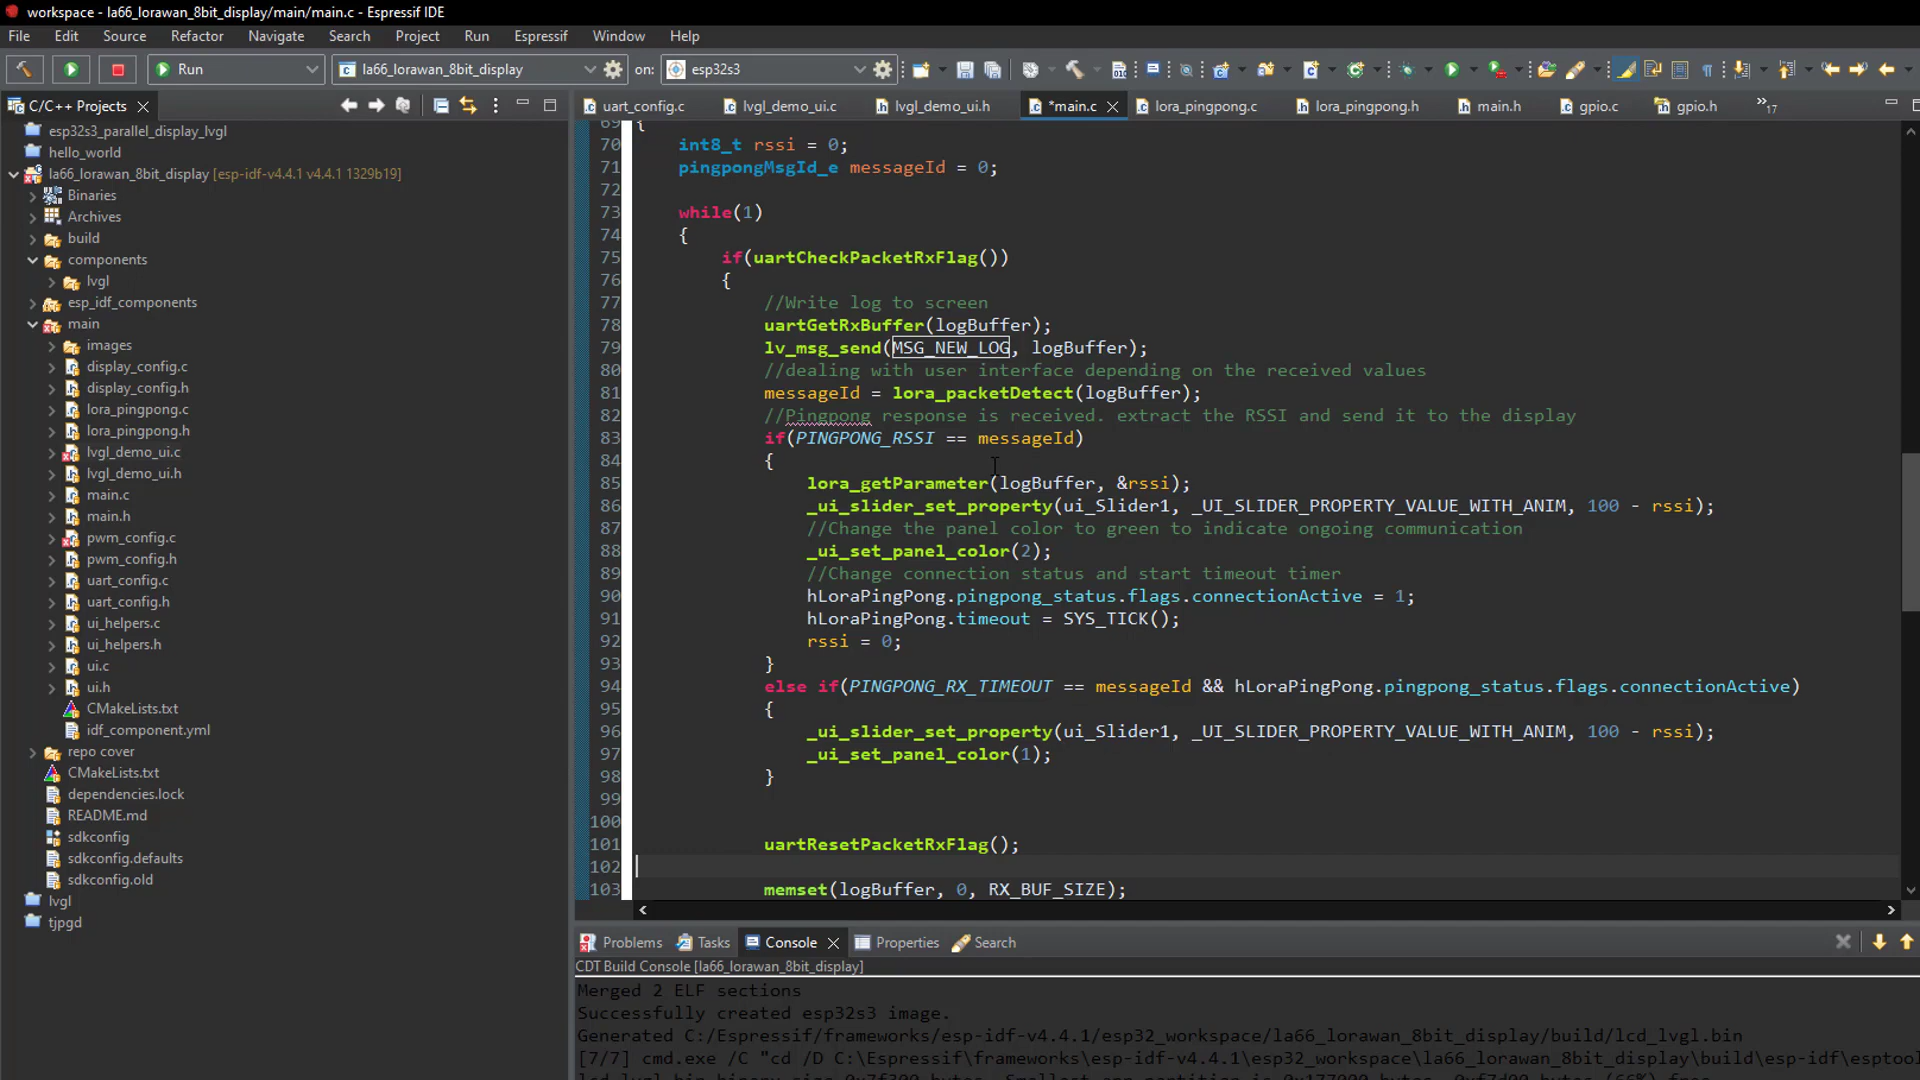 workspace - la66_lorawan_8bit_display/main/main.c - Espressif IDE
File Edit Source Refactor Navigate Search Project Run Espressif Window Help
Run la66_lorawan_8bit_display on: esp32s3
C/C++ Projects
uart_config.c lvgl_demo_ui.c lvgl_demo_ui.h *main.c lora_pingpong.c lora_pingpong.h main.h gpio.c gpio.h »17
esp32s3_parallel_display_lvgl
hello_world
la66_lorawan_8bit_display [esp-idf-v4.4.1 v4.4.1 1329b19]
Binaries
Archives
build
components
lvgl
esp_idf_components
main
images
display_config.c
display_config.h
lora_pingpong.c
lora_pingpong.h
lvgl_demo_ui.c
lvgl_demo_ui.h
main.c
main.h
pwm_config.c
pwm_config.h
uart_config.c
uart_config.h
ui_helpers.c
ui_helpers.h
ui.c
ui.h
CMakeLists.txt
idf_component.yml
repo cover
CMakeLists.txt
dependencies.lock
README.md
sdkconfig
sdkconfig.defaults
sdkconfig.old
lvgl
tjpgd
69 {
70 int8_t rssi = 0;
71 pingpongMsgId_e messageId = 0;
72
73 while(1)
74 {
75 if(uartCheckPacketRxFlag())
76 {
77 //Write log to screen
78 uartGetRxBuffer(logBuffer);
79 lv_msg_send(MSG_NEW_LOG, logBuffer);
80 //dealing with user interface depending on the received values
81 messageId = lora_packetDetect(logBuffer);
82 //Pingpong response is received. extract the RSSI and send it to the display
83 if(PINGPONG_RSSI == messageId)
84 {
85 lora_getParameter(logBuffer, &rssi);
86 _ui_slider_set_property(ui_Slider1, _UI_SLIDER_PROPERTY_VALUE_WITH_ANIM, 100 - rssi);
87 //Change the panel color to green to indicate ongoing communication
88 _ui_set_panel_color(2);
89 //Change connection status and start timeout timer
90 hLoraPingPong.pingpong_status.flags.connectionActive = 1;
91 hLoraPingPong.timeout = SYS_TICK();
92 rssi = 0;
93 }
94 else if(PINGPONG_RX_TIMEOUT == messageId && hLoraPingPong.pingpong_status.flags.connectionActive)
95 {
96 _ui_slider_set_property(ui_Slider1, _UI_SLIDER_PROPERTY_VALUE_WITH_ANIM, 100 - rssi);
97 _ui_set_panel_color(1);
98 }
99
100
101 uartResetPacketRxFlag();
102
103 memset(logBuffer, 0, RX_BUF_SIZE);
Problems Tasks Console Properties Search
CDT Build Console [la66_lorawan_8bit_display]
Merged 2 ELF sections
Successfully created esp32s3 image.
Generated C:/Espressif/frameworks/esp-idf-v4.4.1/esp32_workspace/la66_lorawan_8bit_display/build/lcd_lvgl.bin
[7/7] cmd.exe /C "cd /D C:\Espressif\frameworks\esp-idf-v4.4.1\esp32_workspace\la66_lorawan_8bit_display\build\esp-idf\esptool